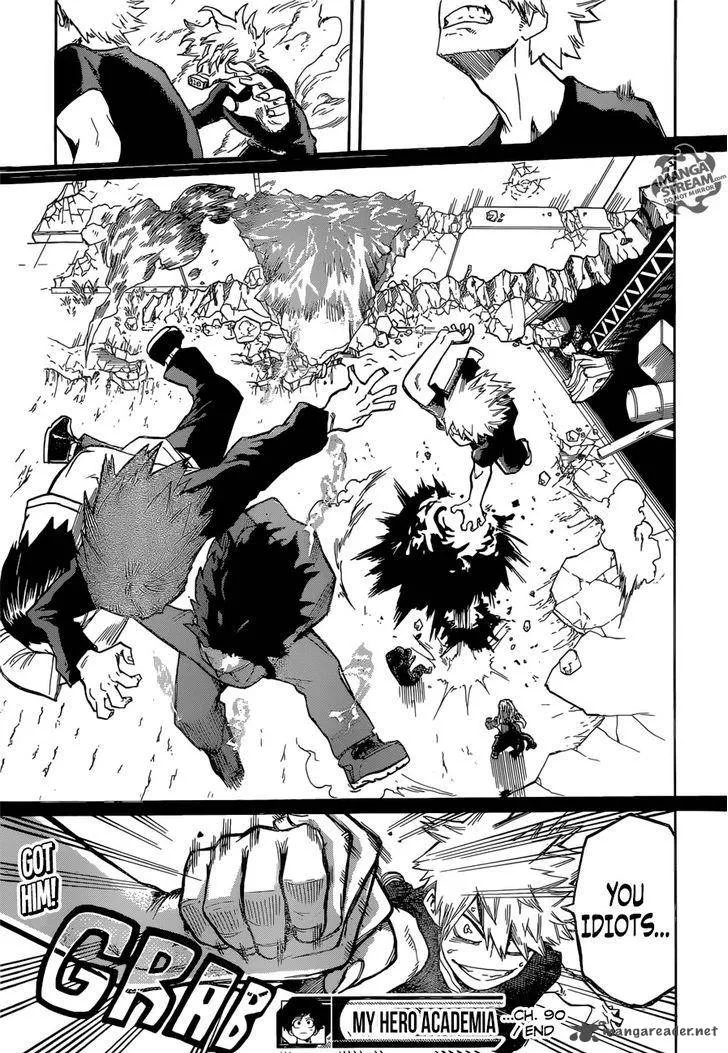 MANGA
STREAM.com
DO NOT MIRROR!
YOU
IDIOTS...
GOT
HIM!
GRAB
MY HERO ACADEMIA
...CH. 90
/ END
mangareader.net